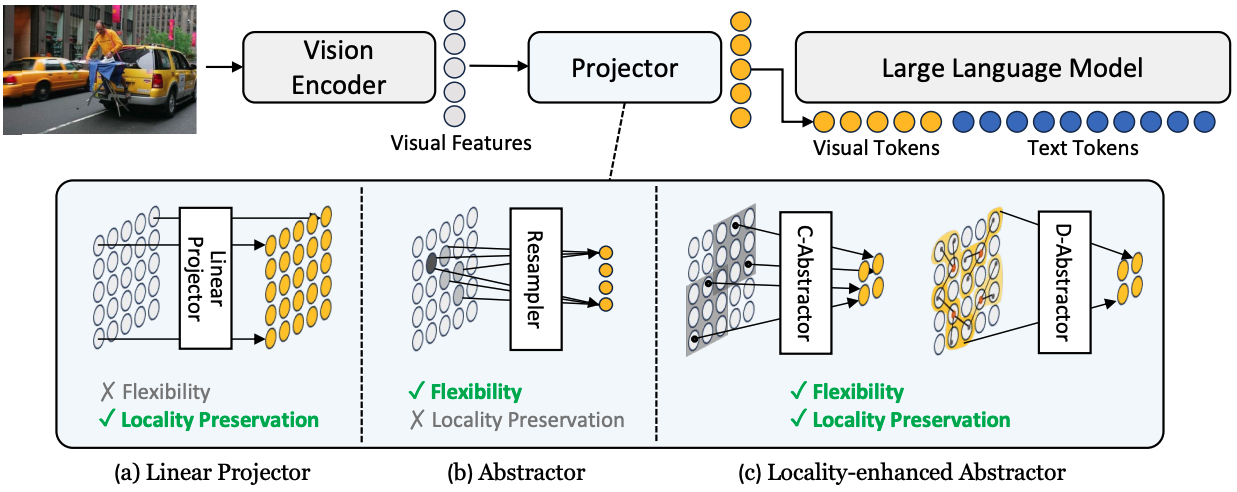 Vision
Encoder
Visual Features
Projector
Large Language Model
Visual Tokens
Text Tokens
Linear
Projector
✗ Flexibility
✓ Locality Preservation
(a) Linear Projector
Resampler
✓ Flexibility
✗ Locality Preservation
(b) Abstractor
C-Abstractor
D-Abstractor
✓ Flexibility
✓ Locality Preservation
(c) Locality-enhanced Abstractor